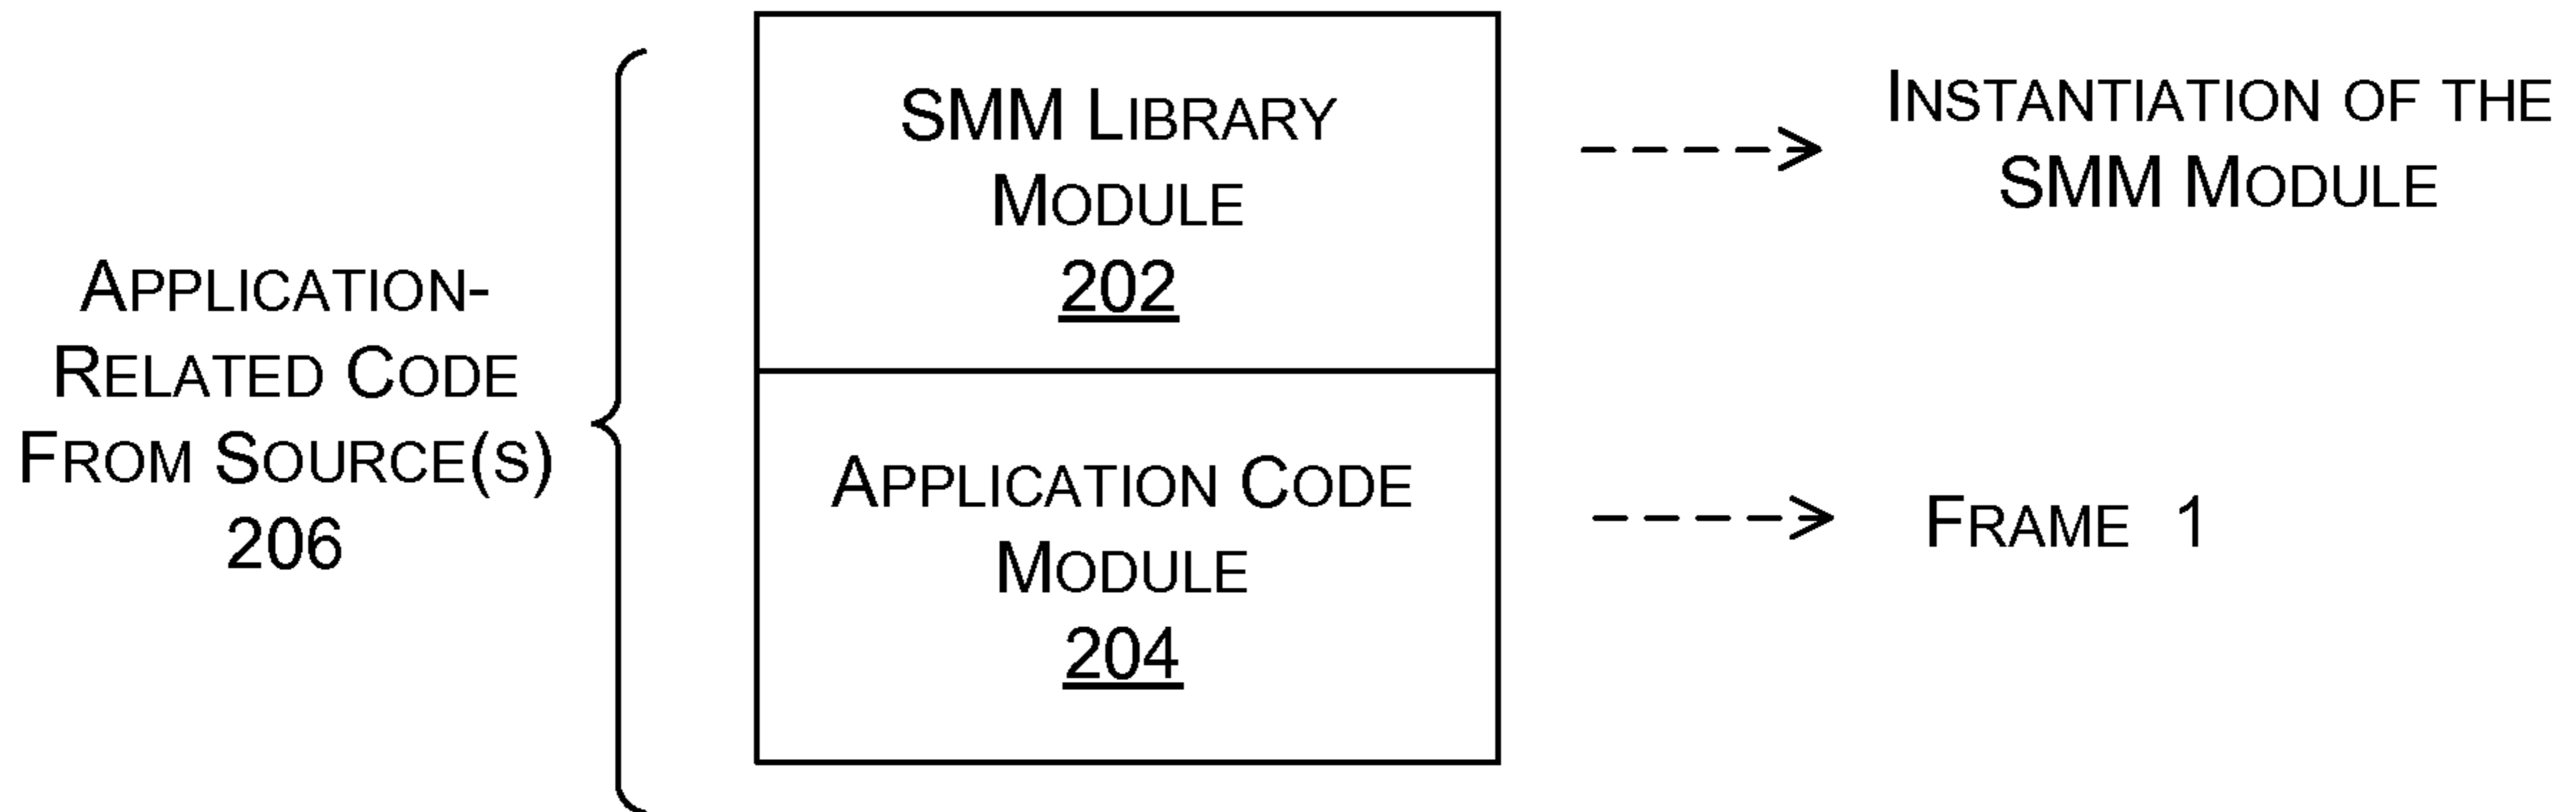 APPLICATION-
RELATED CODE
FROM SOURCE(S)
206
SMM LIBRARY
MODULE
202
APPLICATION CODE
MODULE
204
INSTANTIATION OF THE
SMM MODULE
FRAME 1